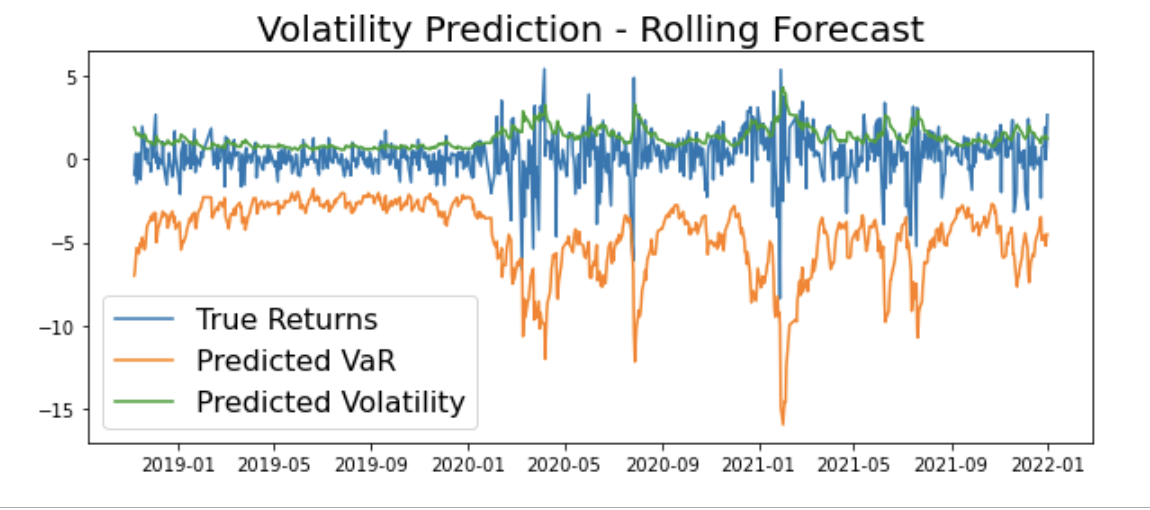 Volatility Prediction - Rolling Forecast
5
0
−5
−10
−15
True Returns
Predicted VaR
Predicted Volatility
2019-01 2019-05 2019-09 2020-01 2020-05 2020-09 2021-01 2021-05 2021-09 2022-01